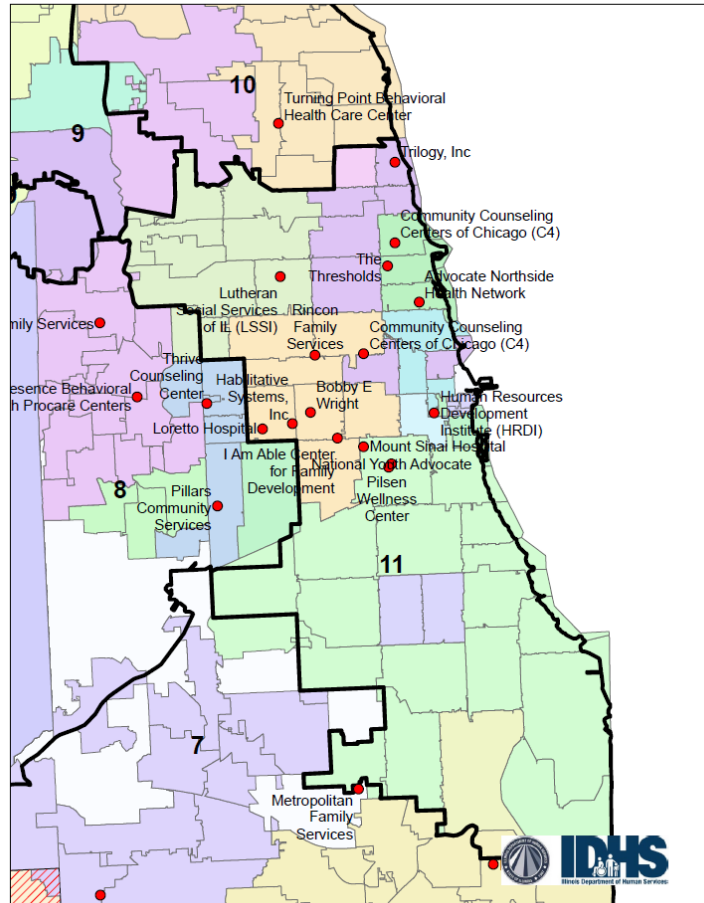 10
Turning Point Behavioral
Health Care Center
9
Trilogy, Inc
Community Counseling
Centers of Chicago (C4)
The
Thresholds
Advocate Northside
Health Network
Lutheran
Social Services
of IL (LSSI)
Rincon
Family
Services
Community Counseling
Centers of Chicago (C4)
mily Services
Thrive
Counseling
Center
esence Behavioral
h Procare Centers
Habilitative
Systems,
Inc
Bobby E
Wright
Human Resources
Development
Institute (HRDI)
Loretto Hospital
I Am Able Center
for Family
Development
Mount Sinai Hospital
National Youth Advocate
Pilsen
Wellness
Center
8
Pillars
Community
Services
11
7
Metropolitan
Family
Services
IDHS
Illinois Department of Human Services